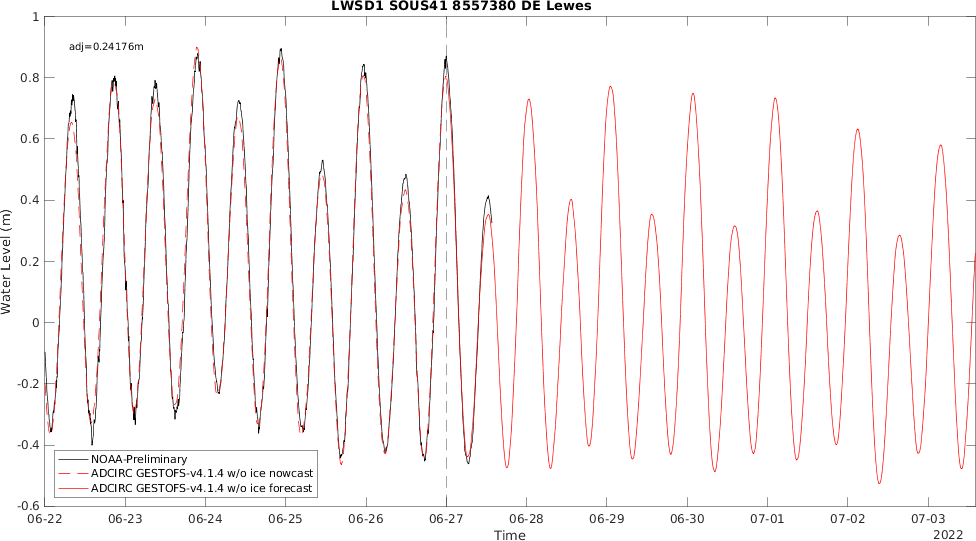 LWSD1 SOUS41 8557380 DE Lewes
adj=0.24176m
1
0.8
0.6
0.4
0.2
0
-0.2
-0.4
-0.6
Water Level (m)
NOAA-Preliminary
ADCIRC GESTOFS-v4.1.4 w/o ice nowcast
ADCIRC GESTOFS-v4.1.4 w/o ice forecast
06-22 06-23 06-24 06-25 06-26 06-27 06-28 06-29 06-30 07-01 07-02 07-03
Time
2022